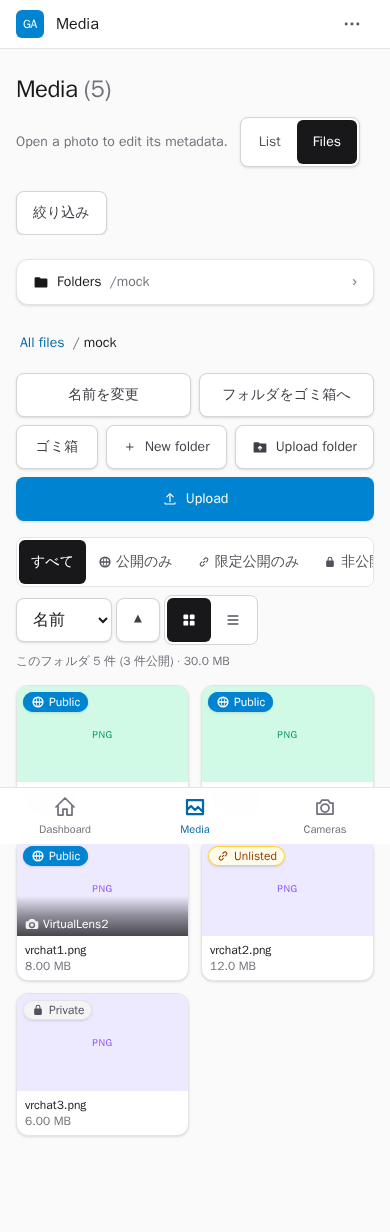 GA Media ···
Media (5)
Open a photo to edit its metadata. List Files
絞り込み
Folders /mock ›
All files / mock
名前を変更 フォルダをゴミ箱へ
ゴミ箱 + New folder Upload folder
Upload
すべて 公開のみ 限定公開のみ 非公
名前 ▲
このフォルダ 5 件 (3 件公開) · 30.0 MB
Public Public
PNG PNG
Dashboard Media Cameras
Public Unlisted
PNG PNG
VirtualLens2
vrchat1.png vrchat2.png
8.00 MB 12.0 MB
Private
PNG
vrchat3.png
6.00 MB